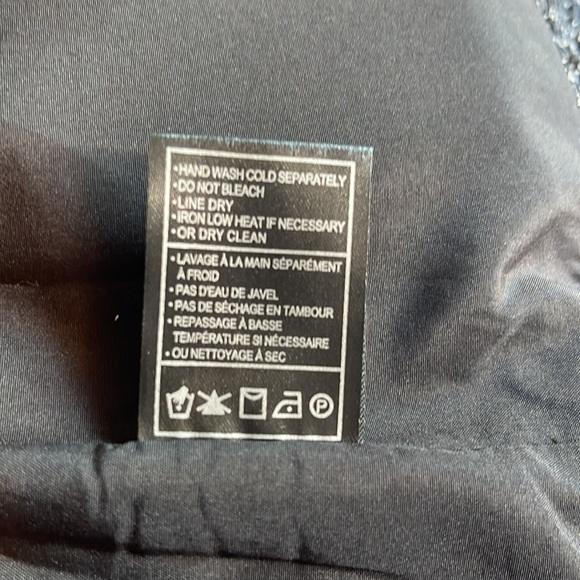 •HAND WASH COLD SEPARATELY
•DO NOT BLEACH
•LINE DRY
•IRON LOW HEAT IF NECESSARY
•OR DRY CLEAN
•LAVAGE À LA MAIN SÉPARÉMENT
À FROID
•PAS D'EAU DE JAVEL
•PAS DE SÉCHAGE EN TAMBOUR
•REPASSAGE À BASSE
TEMPÉRATURE SI NÉCESSAIRE
•OU NETTOYAGE À SEC
P